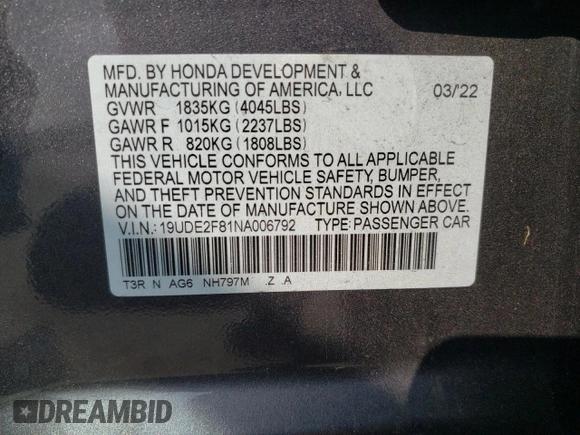 MFD. BY HONDA DEVELOPMENT &
MANUFACTURING OF AMERICA, LLC 03/'22
GVWR 1835KG (4045LBS)
GAWR F 1015KG (2237LBS)
GAWR R 820KG (1808LBS)
THIS VEHICLE CONFORMS TO ALL APPLICABLE
FEDERAL MOTOR VEHICLE SAFETY, BUMPER,
AND THEFT PREVENTION STANDARDS IN EFFECT
ON THE DATE OF MANUFACTURE SHOWN ABOVE.
V.I.N.: 19UDE2F81NA006792 TYPE: PASSENGER CAR
T3R N AG6 NH797M .Z .A
DREAMBID